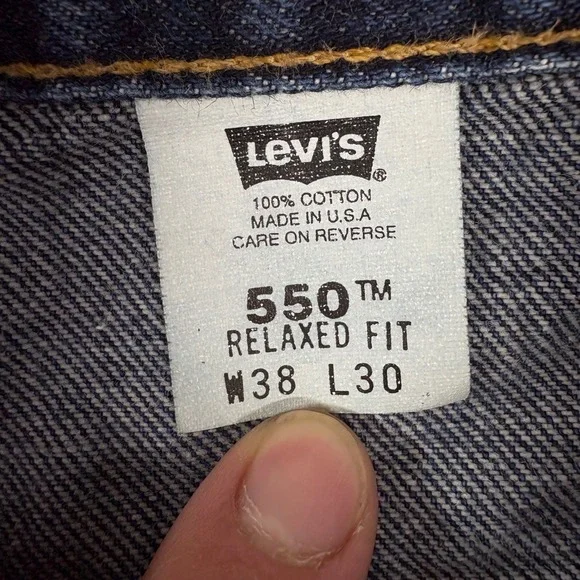 Levi's ®
100% COTTON
MADE IN U.S.A
CARE ON REVERSE
550™
RELAXED FIT
W38 L30